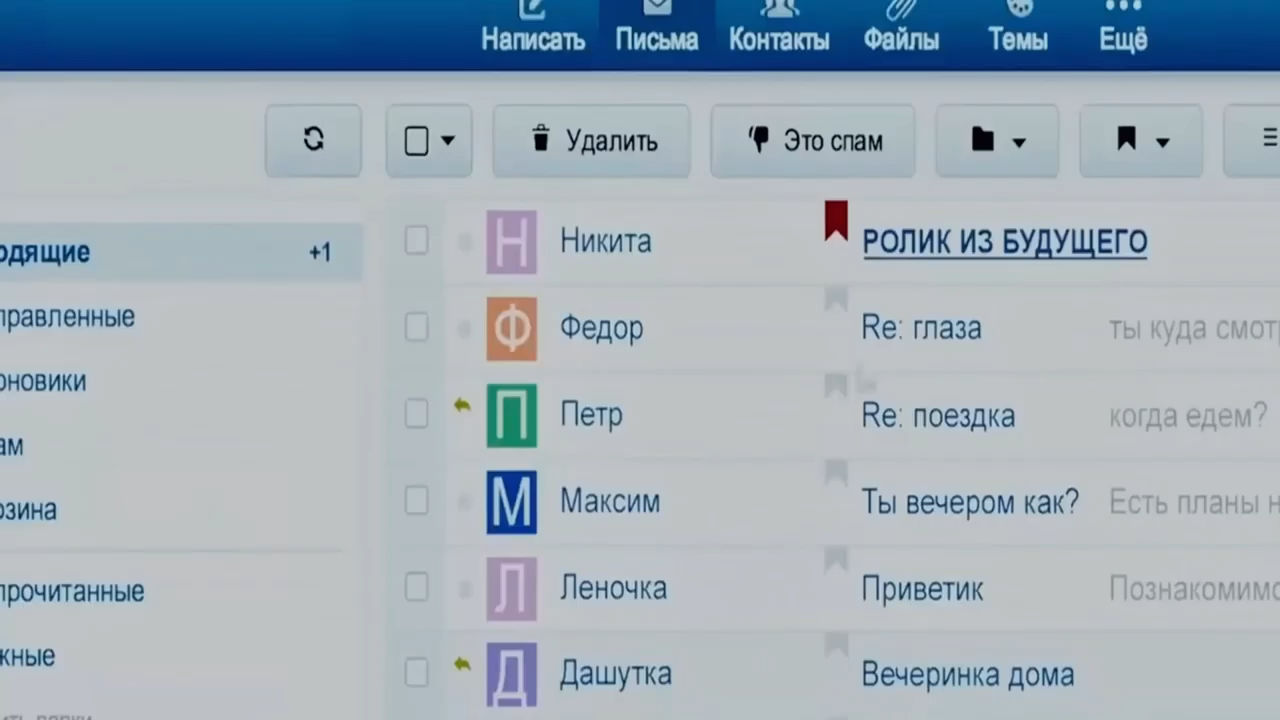 Написать Письма Контакты Файлы Темы Ещё
Удалить Это спам
одящие +1
правленные
оновики
ам
озина
прочитанные
жные
Н Никита РОЛИК ИЗ БУДУЩЕГО
Ф Федор Re: глаза ты куда смот
П Петр Re: поездка когда едем?
М Максим Ты вечером как? Есть планы н
Л Леночка Приветик Познакомимс
Д Дашутка Вечеринка дома